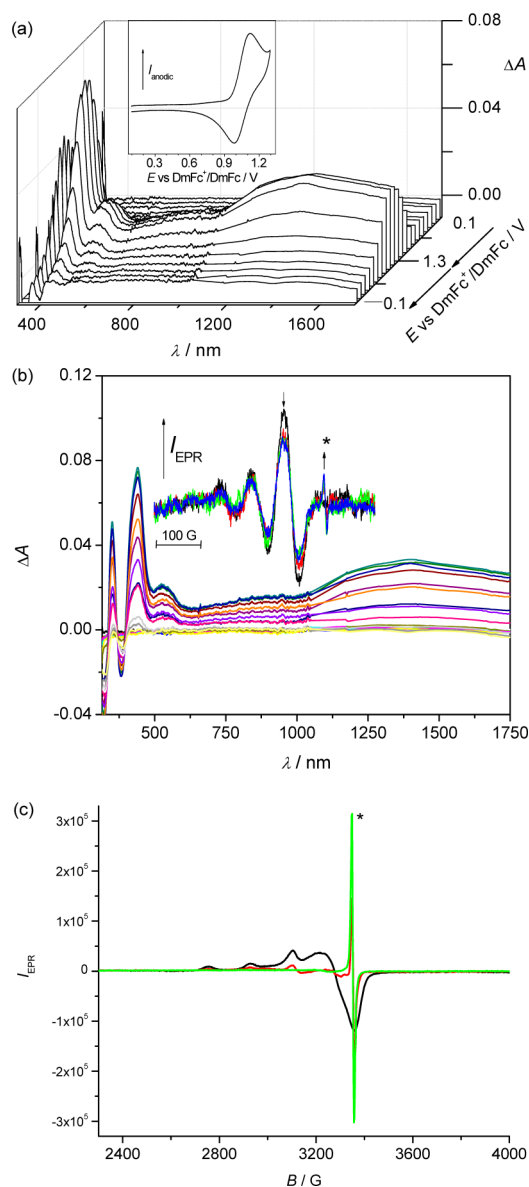 (a)
0.08
ΔA
I anodic
0.04
0.3 0.6 0.9 1.2
E vs DmFc⁺/DmFc / V
0.00
0.1
1.3
−0.1
E vs DmFc⁺/DmFc / V
400 800 1200 1600
λ / nm
(b)
0.12
I EPR
*
0.08
100 G
ΔA
0.04
0.00
-0.04
500 750 1000 1250 1500 1750
λ / nm
(c)
3x10⁵
*
2x10⁵
1x10⁵
I EPR
0
-1x10⁵
-2x10⁵
-3x10⁵
2400 2800 3200 3600 4000
B / G